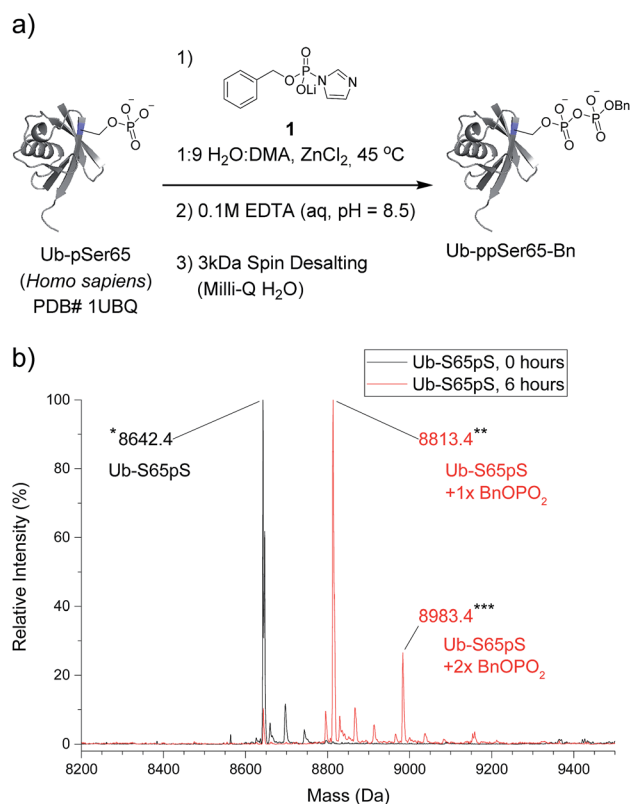 a)
1)
O
O
P
N
N
OLi
1
1:9 H2O:DMA, ZnCl2, 45 °C
2) 0.1M EDTA (aq, pH = 8.5)
3) 3kDa Spin Desalting
(Milli-Q H2O)
O- O-
O P O
Ub-pSer65
(Homo sapiens)
PDB# 1UBQ
O- O- OBn
O P O P
O O
Ub-ppSer65-Bn
b)
Ub-S65pS, 0 hours
Ub-S65pS, 6 hours
*8642.4
Ub-S65pS
8813.4**
Ub-S65pS
+1x BnOPO2
8983.4***
Ub-S65pS
+2x BnOPO2
Relative Intensity (%)
100
80
60
40
20
0
8200 8400 8600 8800 9000 9200 9400
Mass (Da)